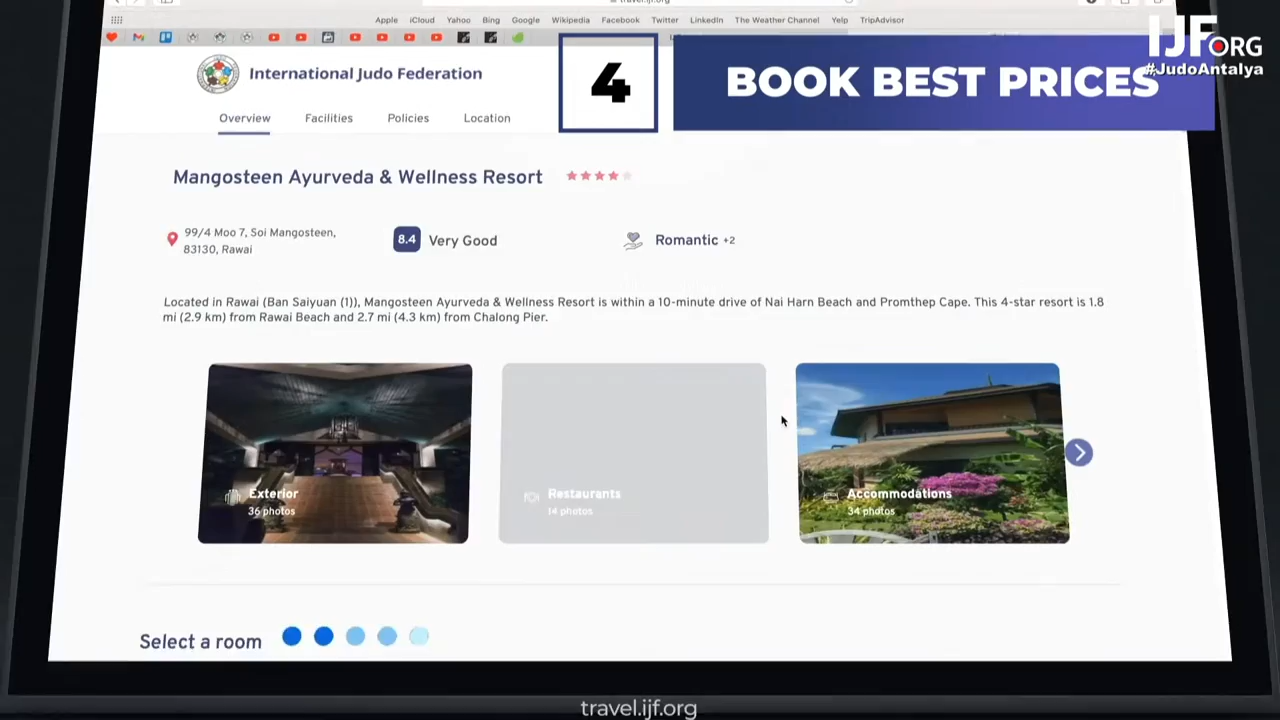 travel.ijf.org
Apple iCloud Yahoo Bing Google Wikipedia Facebook Twitter LinkedIn The Weather Channel Yelp TripAdvisor
IJF.ORG
#JudoAntalya
International Judo Federation
4
BOOK BEST PRICES
Overview Facilities Policies Location
Mangosteen Ayurveda & Wellness Resort
99/4 Moo 7, Soi Mangosteen,
83130, Rawai
8.4 Very Good
Romantic +2
Located in Rawai (Ban Saiyuan (1)), Mangosteen Ayurveda & Wellness Resort is within a 10-minute drive of Nai Harn Beach and Promthep Cape. This 4-star resort is 1.8
mi (2.9 km) from Rawai Beach and 2.7 mi (4.3 km) from Chalong Pier.
Exterior
36 photos
Restaurants
14 photos
Accommodations
34 photos
Select a room
travel.ijf.org